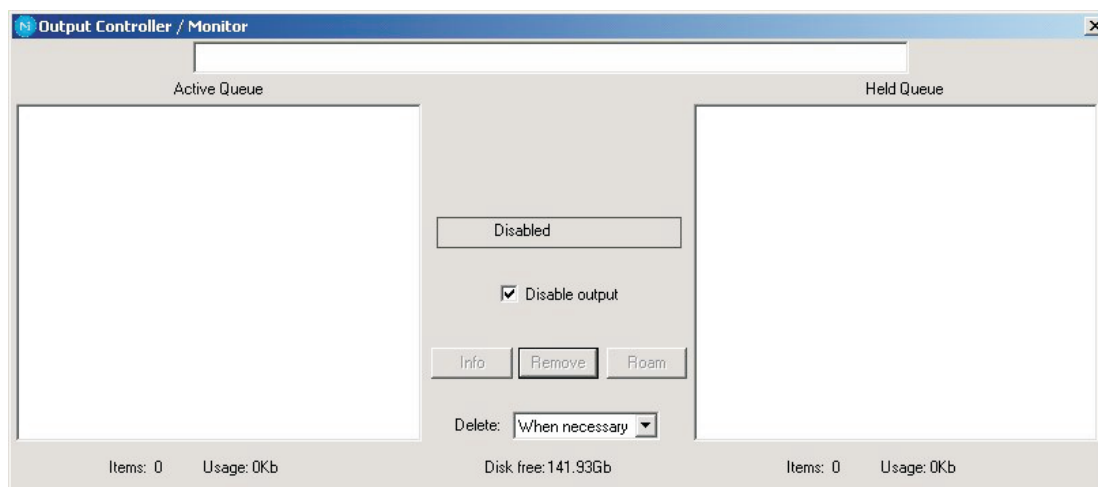 Output Controller / Monitor
Active Queue
Held Queue
Disabled
Disable output
Info
Remove
Roam
Delete: When necessary
Items: 0 Usage: 0Kb
Disk free: 141.93Gb
Items: 0 Usage: 0Kb